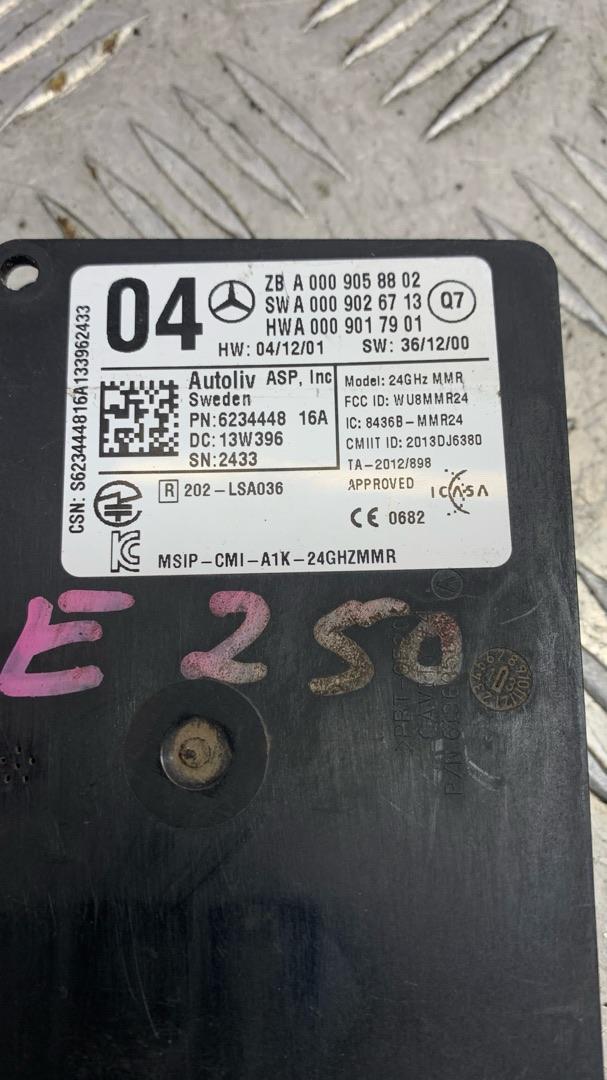 04
ZB A 000 905 88 02
SW A 000 902 67 13
HW A 000 901 79 01
Q7
HW: 04/12/01 SW: 36/12/00
Autoliv ASP, Inc
Sweden
PN: 6234448 16A
DC: 13W396
SN: 2433
Model: 24GHz MMR
FCC ID: WU8MMR24
IC: 8436B-MMR24
CMIIT ID: 2013DJ6380
TA-2012/898
APPROVED
ICASA
R 202-LSA036
CE 0682
MSIP-CMI-A1K-24GHZMMR
CSN: S623444816A133962433
E 250